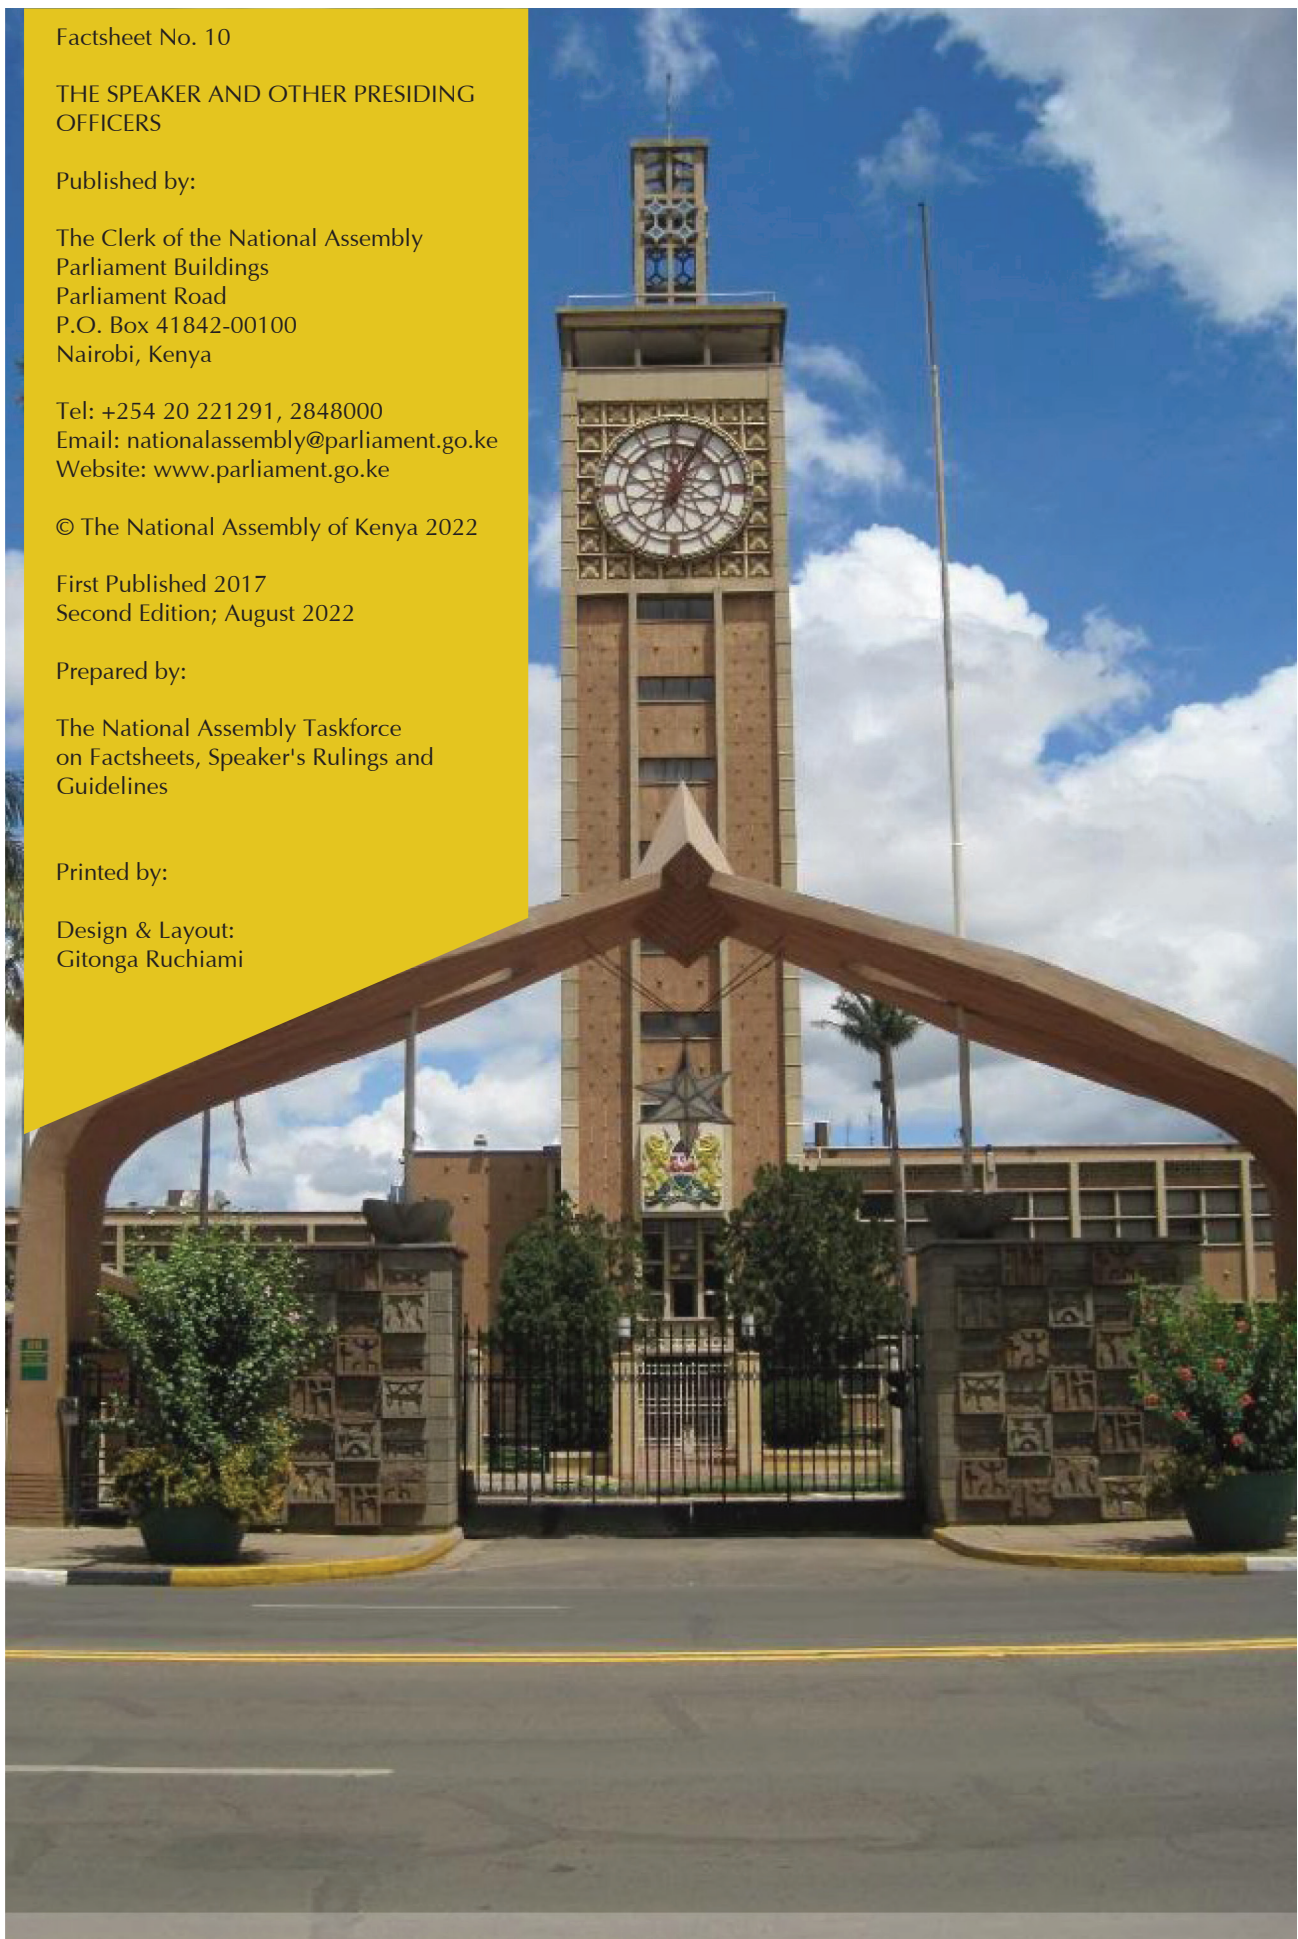 Factsheet No. 10
THE SPEAKER AND OTHER PRESIDING
OFFICERS
Published by:
The Clerk of the National Assembly
Parliament Buildings
Parliament Road
P.O. Box 41842-00100
Nairobi, Kenya
Tel: +254 20 221291, 2848000
Email: nationalassembly@parliament.go.ke
Website: www.parliament.go.ke
© The National Assembly of Kenya 2022
First Published 2017
Second Edition; August 2022
Prepared by:
The National Assembly Taskforce
on Factsheets, Speaker's Rulings and
Guidelines
Printed by:
Design & Layout:
Gitonga Ruchiami